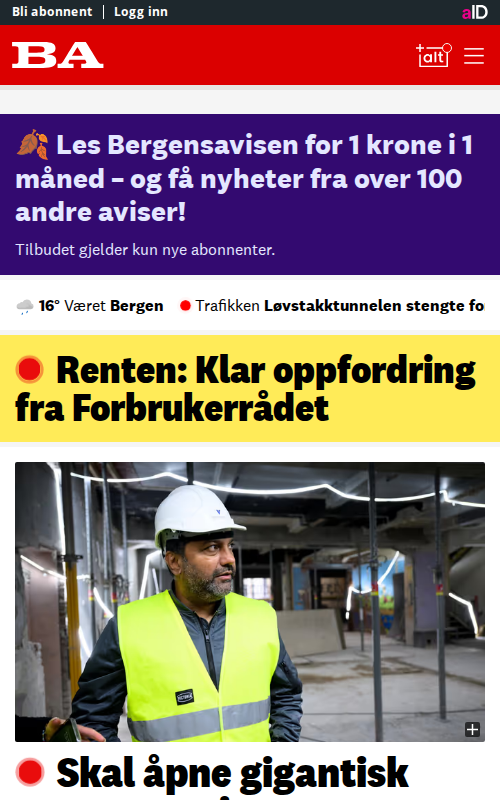 Bli abonnent
Logg inn
aID
BA
+alt
Les Bergensavisen for 1 krone i 1
måned – og få nyheter fra over 100
andre aviser!
Tilbudet gjelder kun nye abonnenter.
16° Været Bergen
Trafikken Løvstakktunnelen stengte fo
Renten: Klar oppfordring
fra Forbrukerrådet
Skal åpne gigantisk